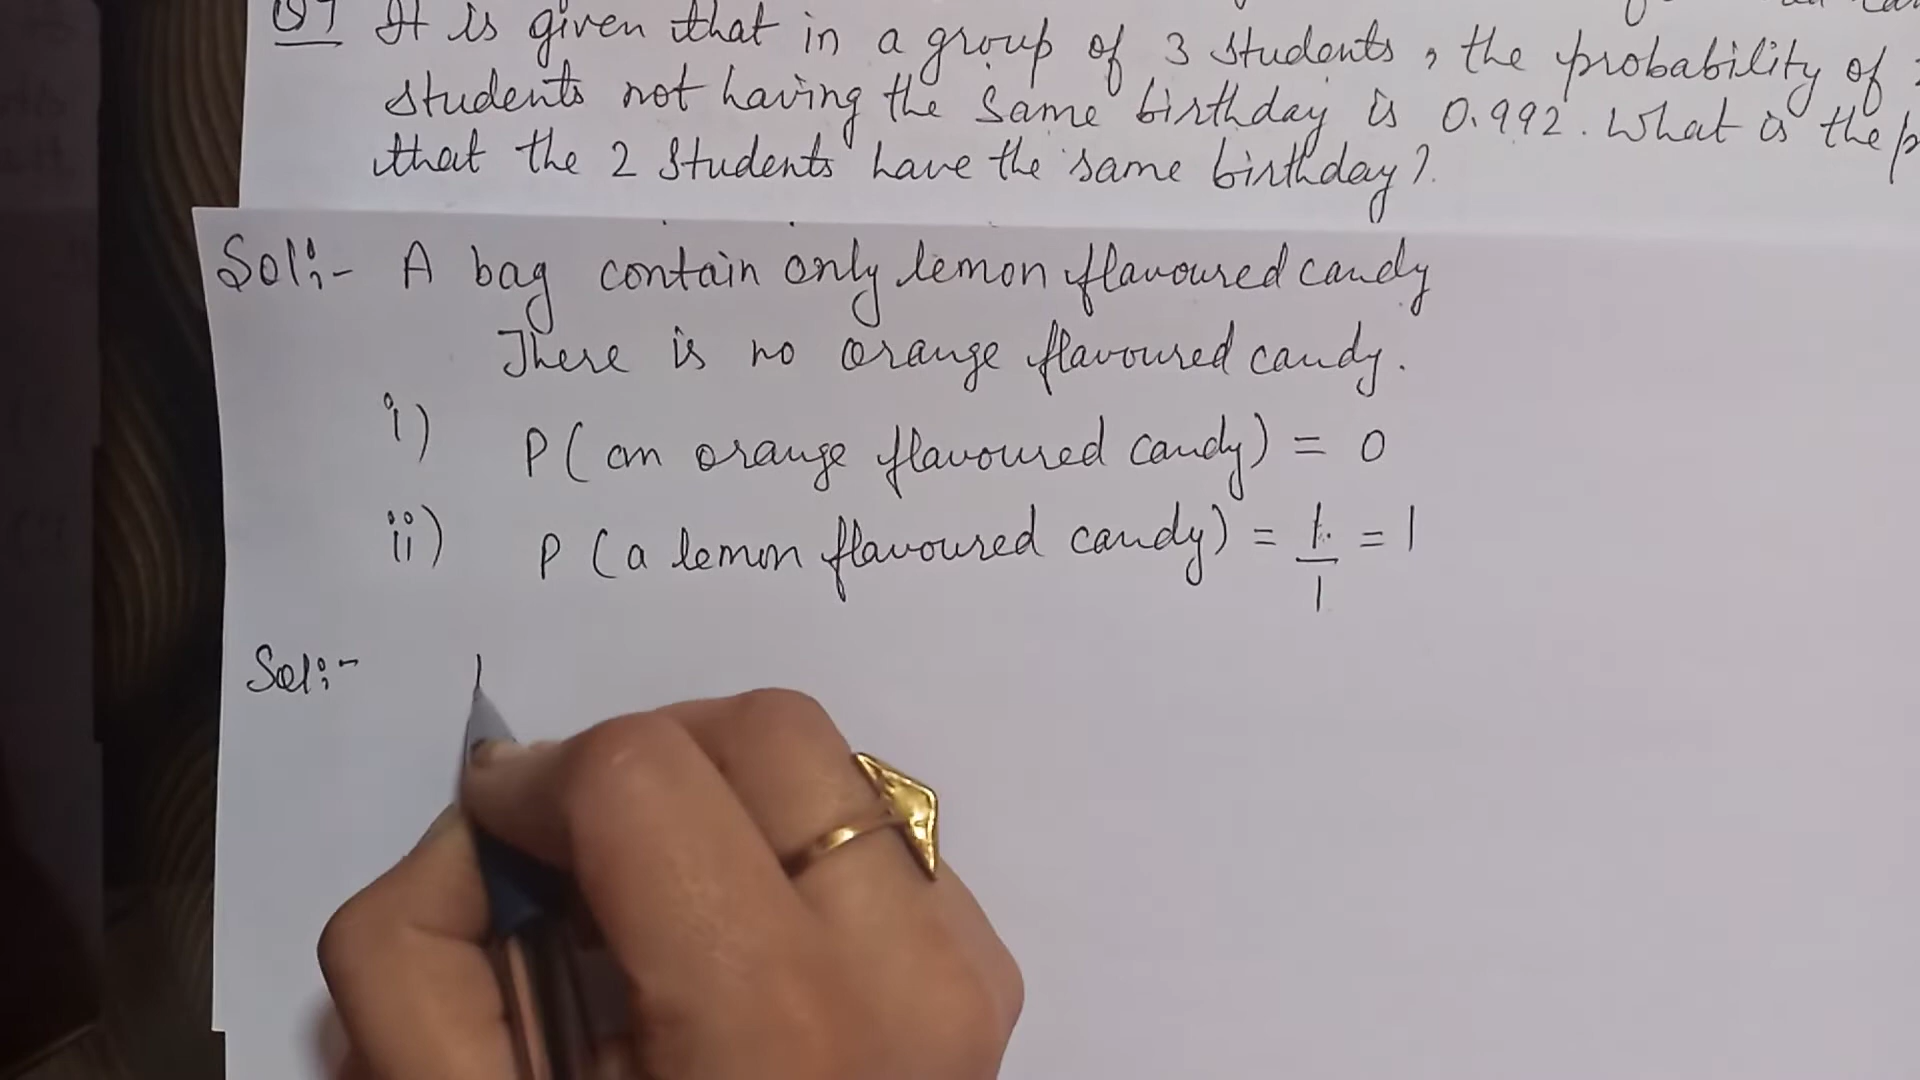 Q7 It is given that in a group of 3 students, the probability of
students not having the same birthday is 0.992. What is the
that the 2 students have the same birthday?
Sol:- A bag contain only lemon flavoured candy
There is no orange flavoured candy.
i) P(an orange flavoured candy) = 0
ii) P (a lemon flavoured candy) = 1/1 = 1
Sol:-